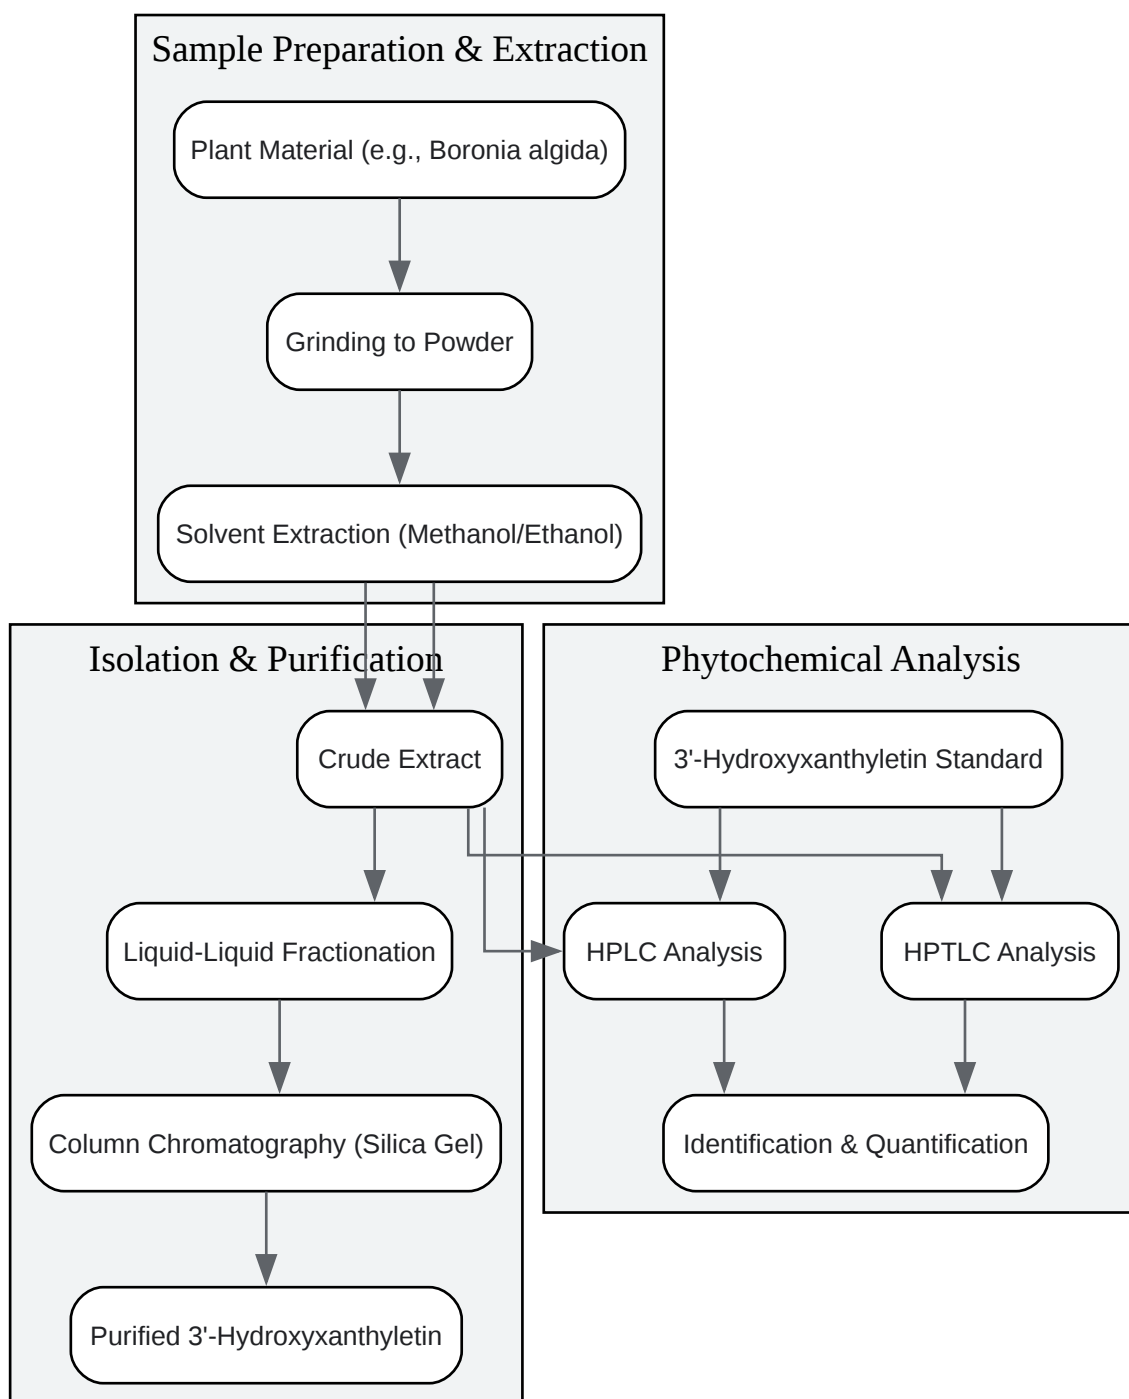 Sample Preparation & Extraction
Plant Material (e.g., Boronia algida)
Grinding to Powder
Solvent Extraction (Methanol/Ethanol)
Isolation & Purification
Crude Extract
Liquid-Liquid Fractionation
Column Chromatography (Silica Gel)
Purified 3'-Hydroxyxanthyletin
Phytochemical Analysis
3'-Hydroxyxanthyletin Standard
HPLC Analysis
HPTLC Analysis
Identification & Quantification